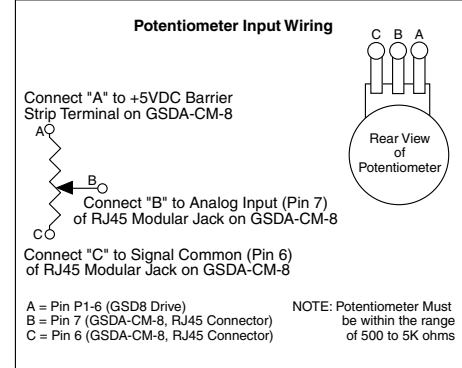 Potentiometer Input Wiring
C B A
Connect "A" to +5VDC Barrier
Strip Terminal on GSDA-CM-8
A
Rear View
of
Potentiometer
B
Connect "B" to Analog Input (Pin 7)
of RJ45 Modular Jack on GSDA-CM-8
C
Connect "C" to Signal Common (Pin 6)
of RJ45 Modular Jack on GSDA-CM-8
A = Pin P1-6 (GSD8 Drive)
B = Pin 7 (GSDA-CM-8, RJ45 Connector)
C = Pin 6 (GSDA-CM-8, RJ45 Connector)
NOTE: Potentiometer Must
be within the range
of 500 to 5K ohms